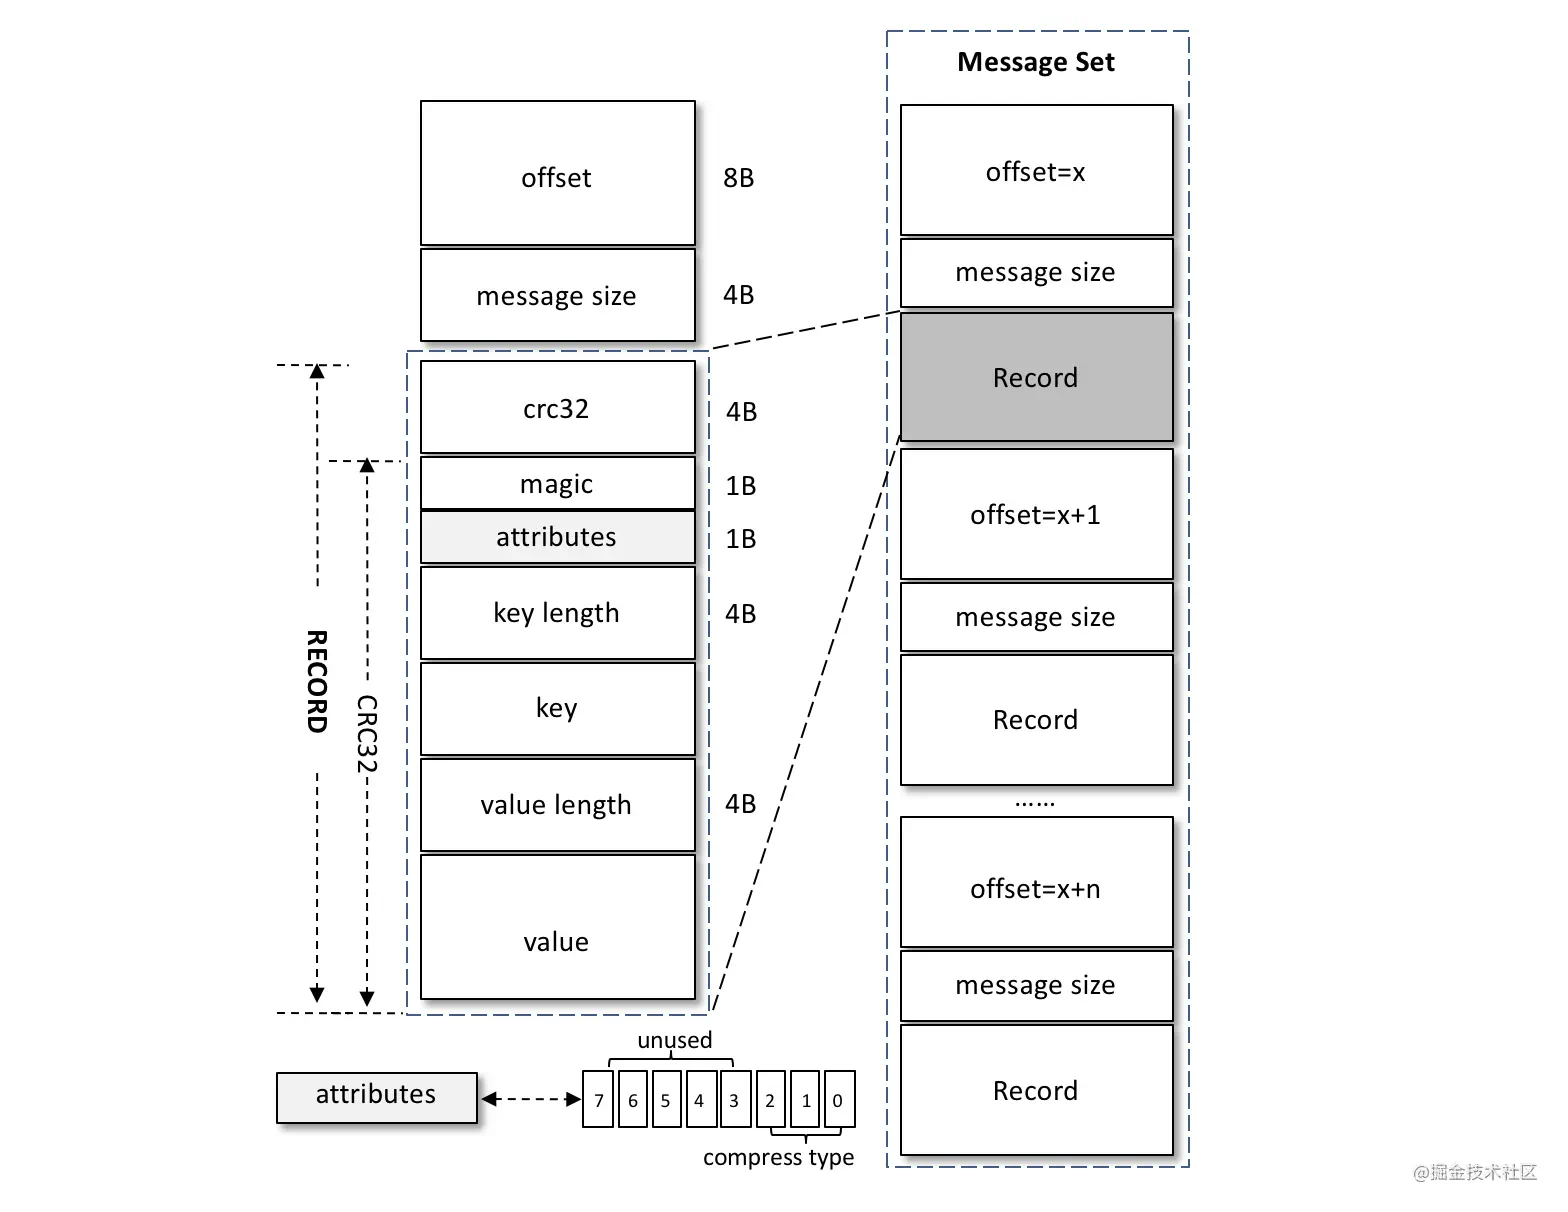 offset
8B
message size
4B
crc32
4B
magic
1B
attributes
1B
key length
4B
key
value length
4B
value
RECORD
CRC32
attributes
unused
7 6 5 4 3 2 1 0
compress type
Message Set
offset=x
message size
Record
offset=x+1
message size
Record
......
offset=x+n
message size
Record
@掘金技术社区